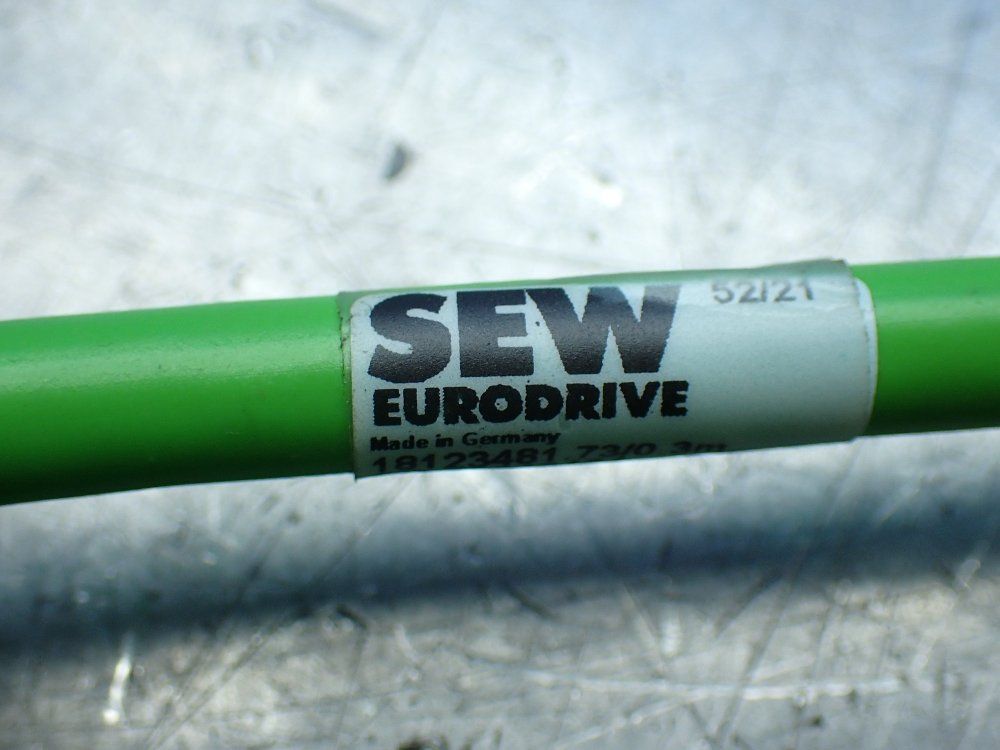 SEW 52/21
EURODRIVE
Made in Germany
18123481.73/0.3m